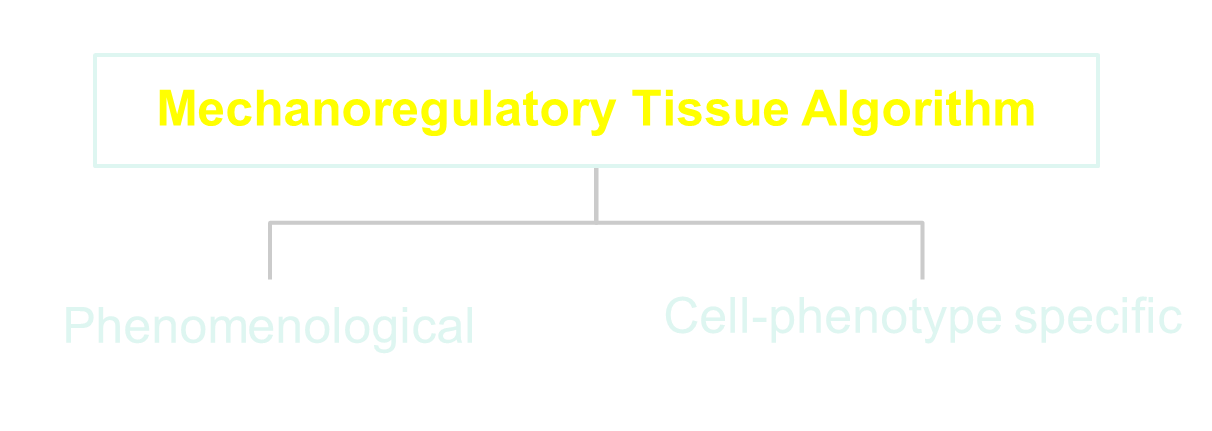 Mechanoregulatory Tissue Algorithm
Phenomenological
Cell-phenotype specific